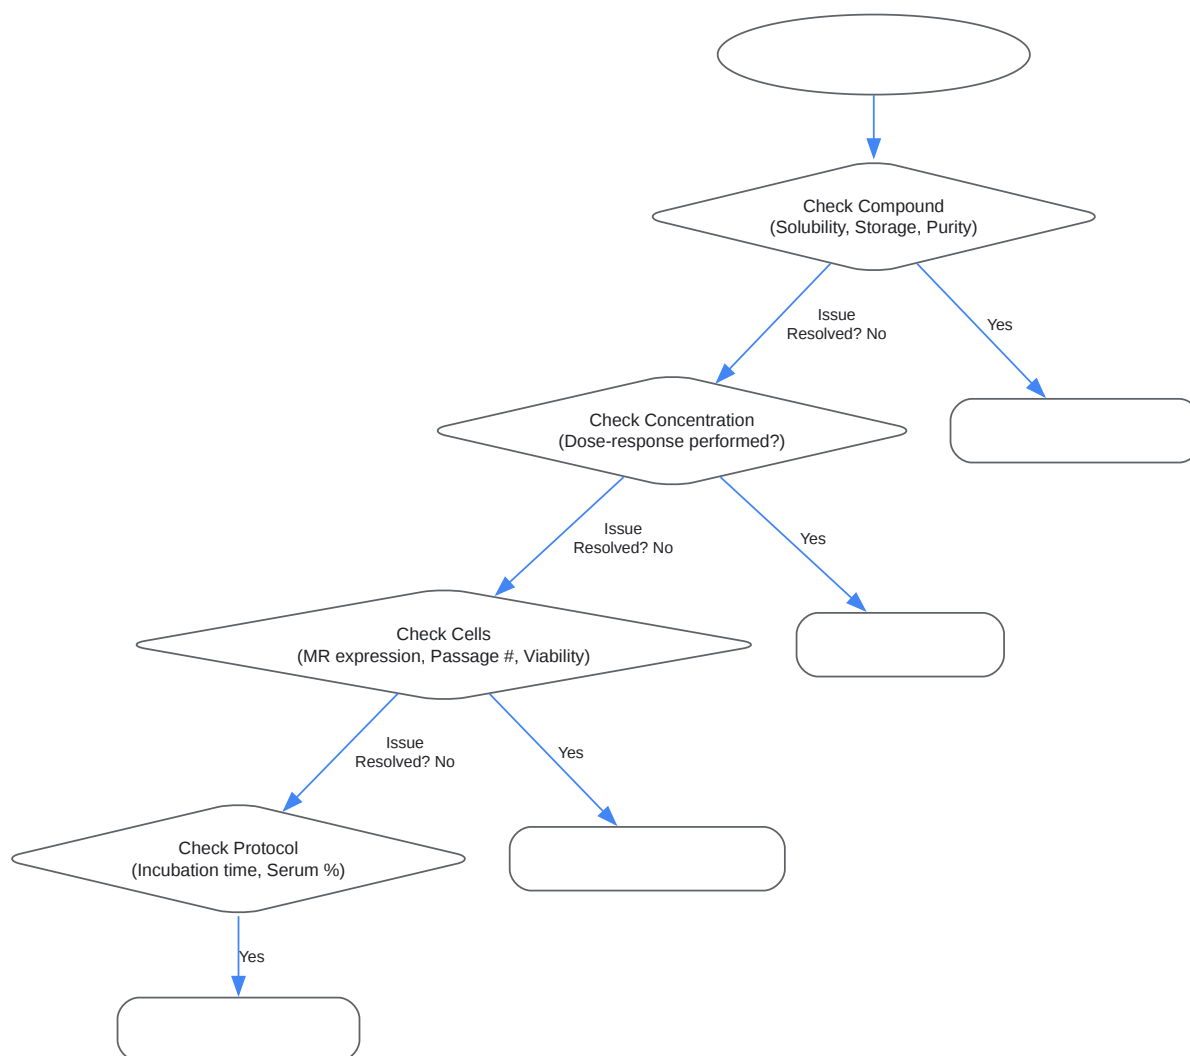 Check Compound
(Solubility, Storage, Purity)
Issue
Resolved? No
Yes
Check Concentration
(Dose-response performed?)
Issue
Resolved? No
Yes
Check Cells
(MR expression, Passage #, Viability)
Issue
Resolved? No
Yes
Check Protocol
(Incubation time, Serum %)
Yes